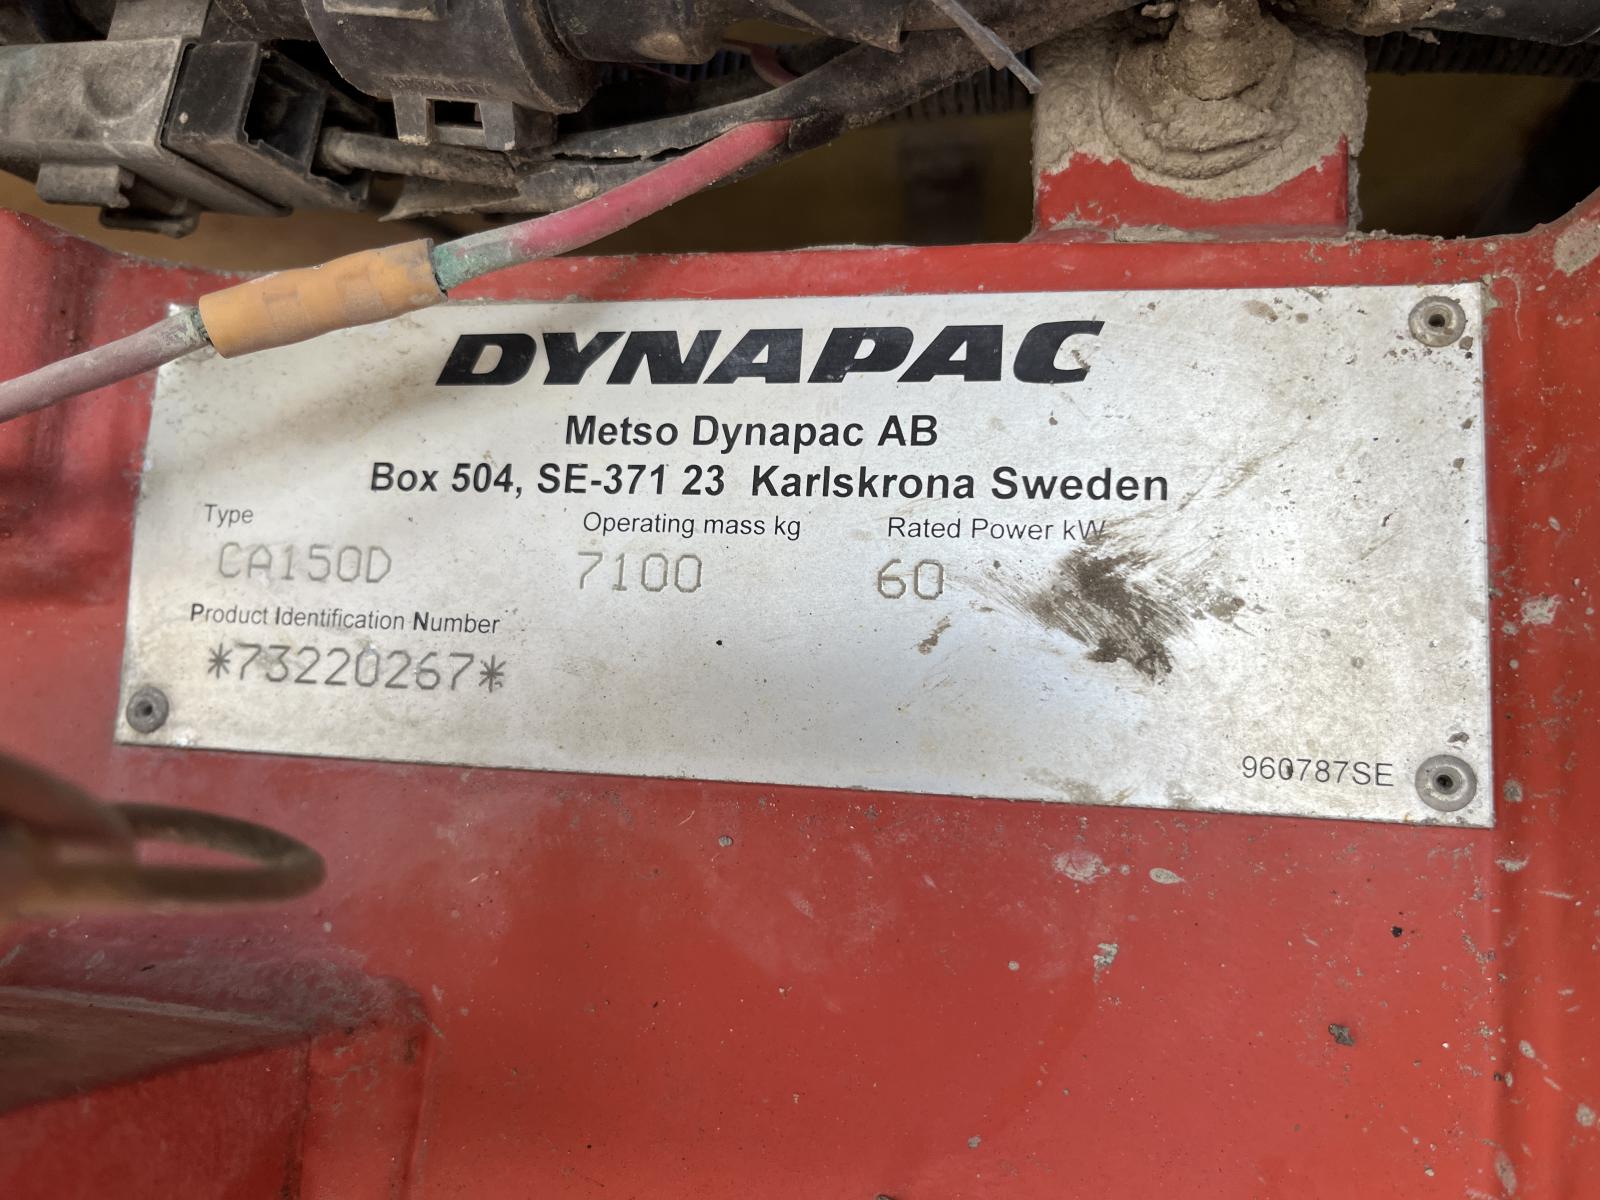 DYNAPAC
Metso Dynapac AB
Box 504, SE-371 23 Karlskrona Sweden
Type Operating mass kg Rated Power kW
CA150D 7100 60
Product Identification Number
*73220267*
960787SE